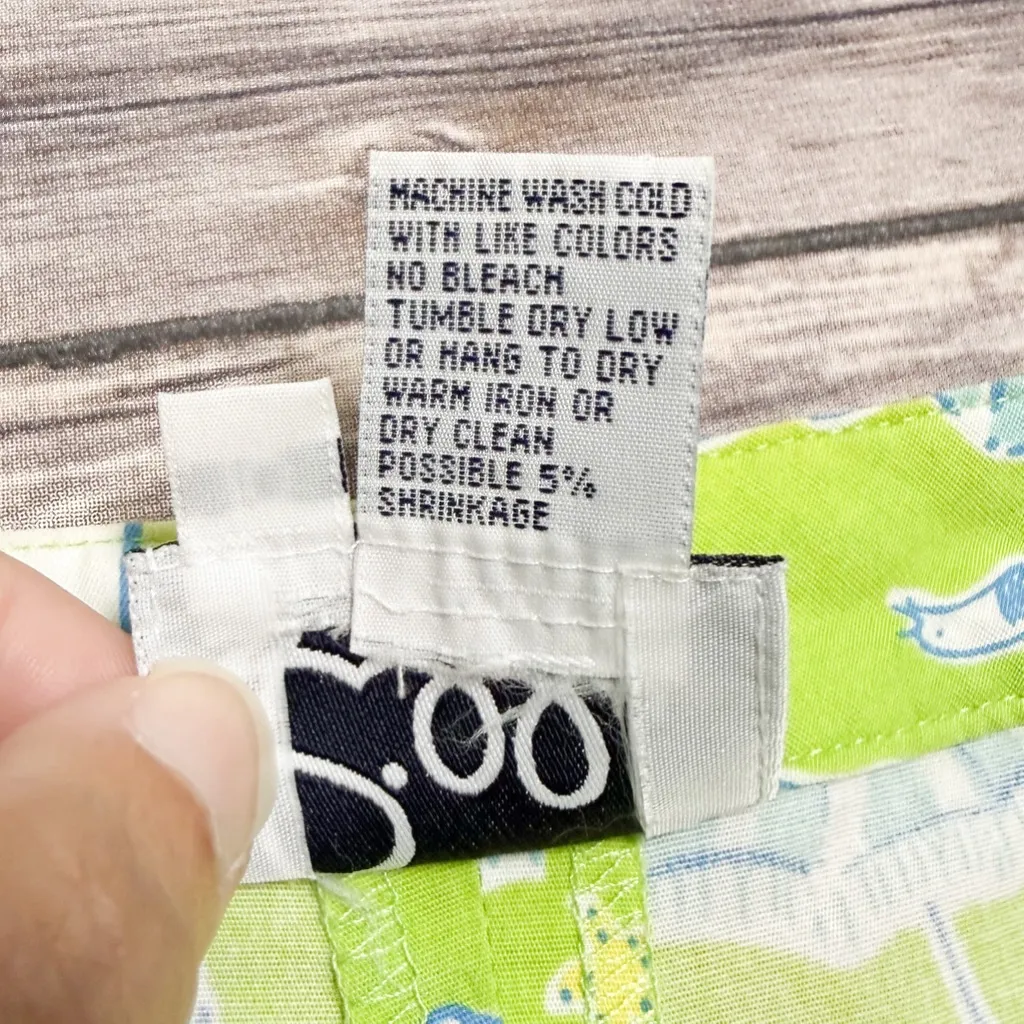 MACHINE WASH COLD
WITH LIKE COLORS
NO BLEACH
TUMBLE DRY LOW
OR HANG TO DRY
WARM IRON OR
DRY CLEAN
POSSIBLE 5%
SHRINKAGE